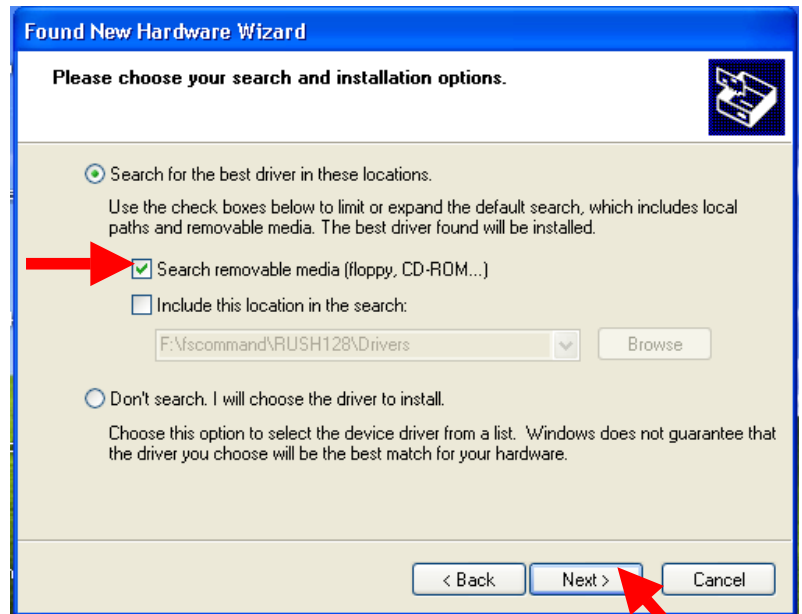 Found New Hardware Wizard
Please choose your search and installation options.
Search for the best driver in these locations.
Use the check boxes below to limit or expand the default search, which includes local
paths and removable media. The best driver found will be installed.
Search removable media (floppy, CD-ROM...)
Include this location in the search:
F:\fscommand\RUSH128\Drivers
Browse
Don't search. I will choose the driver to install.
Choose this option to select the device driver from a list. Windows does not guarantee that
the driver you choose will be the best match for your hardware.
< Back Next > Cancel